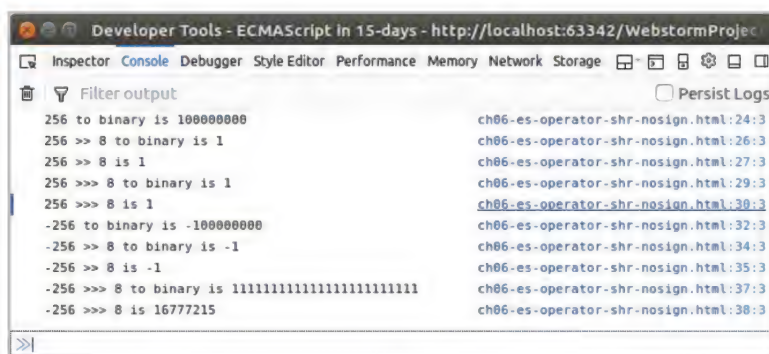 Developer Tools - ECMAScript in 15-days - http://localhost:63342/WebstormProjec
Inspector Console Debugger Style Editor Performance Memory Network Storage
Filter output Persist Logs
256 to binary is 100000000 ch06-es-operator-shr-nosign.html:24:3
256 >> 8 to binary is 1 ch06-es-operator-shr-nosign.html:26:3
256 >> 8 is 1 ch06-es-operator-shr-nosign.html:27:3
256 >>> 8 to binary is 1 ch06-es-operator-shr-nosign.html:29:3
256 >>> 8 is 1 ch06-es-operator-shr-nosign.html:30:3
-256 to binary is -100000000 ch06-es-operator-shr-nosign.html:32:3
-256 >> 8 to binary is -1 ch06-es-operator-shr-nosign.html:34:3
-256 >> 8 is -1 ch06-es-operator-shr-nosign.html:35:3
-256 >>> 8 to binary is 111111111111111111111111 ch06-es-operator-shr-nosign.html:37:3
-256 >>> 8 is 16777215 ch06-es-operator-shr-nosign.html:38:3